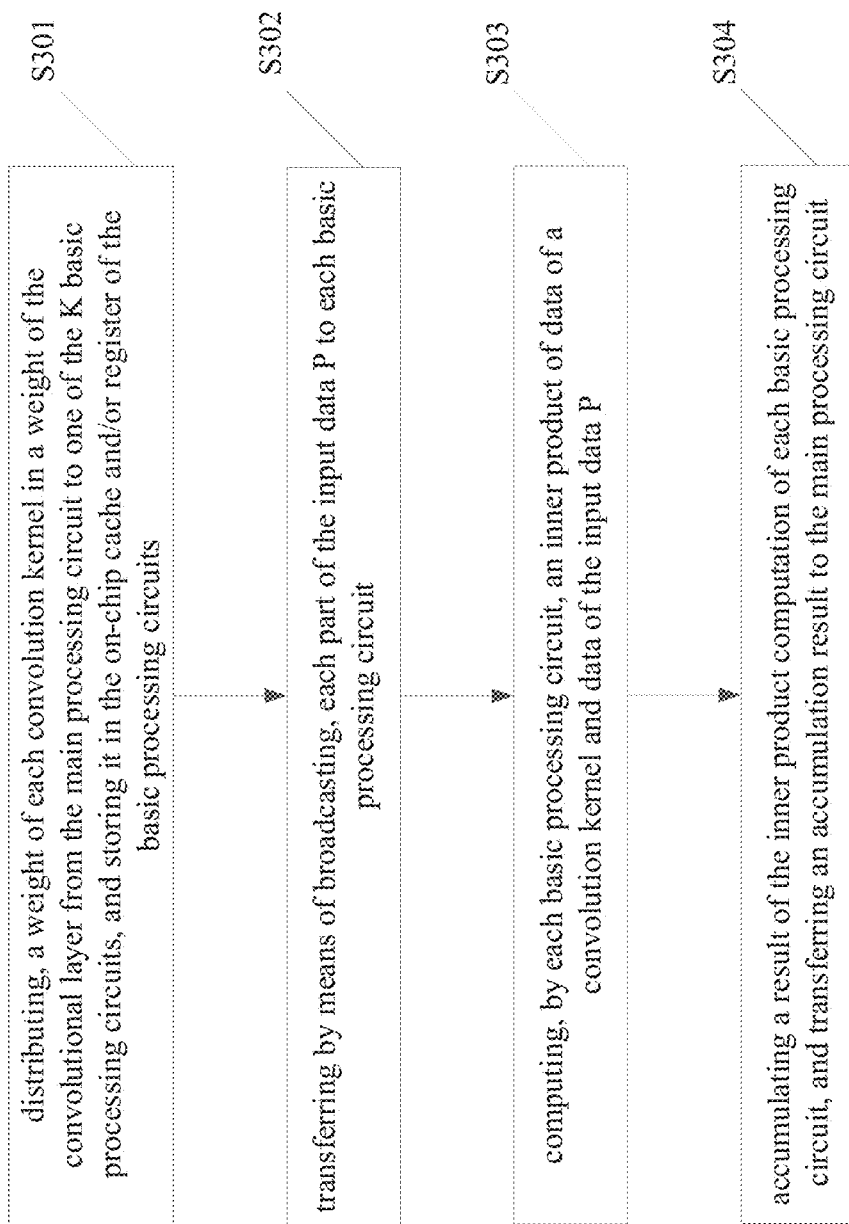 distributing, a weight of each convolution kernel in a weight of the
convolutional layer from the main processing circuit to one of the K basic
processing circuits, and storing it in the on-chip cache and/or register of the
basic processing circuits
S301
transferring by means of broadcasting, each part of the input data P to each basic
processing circuit
S302
computing, by each basic processing circuit, an inner product of data of a
convolution kernel and data of the input data P
S303
accumulating a result of the inner product computation of each basic processing
circuit, and transferring an accumulation result to the main processing circuit
S304